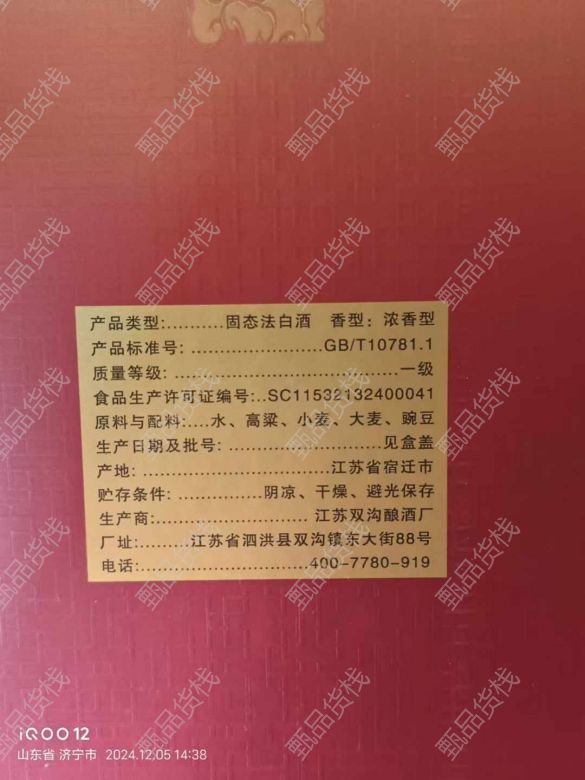 产品类型:..........固态法白酒 香型：浓香型
产品标准号: .......................GB/T10781.1
质量等级: .......................................一级
食品生产许可证编号:..SC11532132400041
原料与配料:....水、高粱、小麦、大麦、豌豆
生产日期及批号: ..........................见盒盖
产地: .................................江苏省宿迁市
贮存条件: ...............阴凉、干燥、避光保存
生产商:.......................... 江苏双沟酿酒厂
厂址:.........江苏省泗洪县双沟镇东大街88号
电话:.............................400-7780-919
iQOO 12
山东省 济宁市 2024.12.05 14:38
甄品货栈